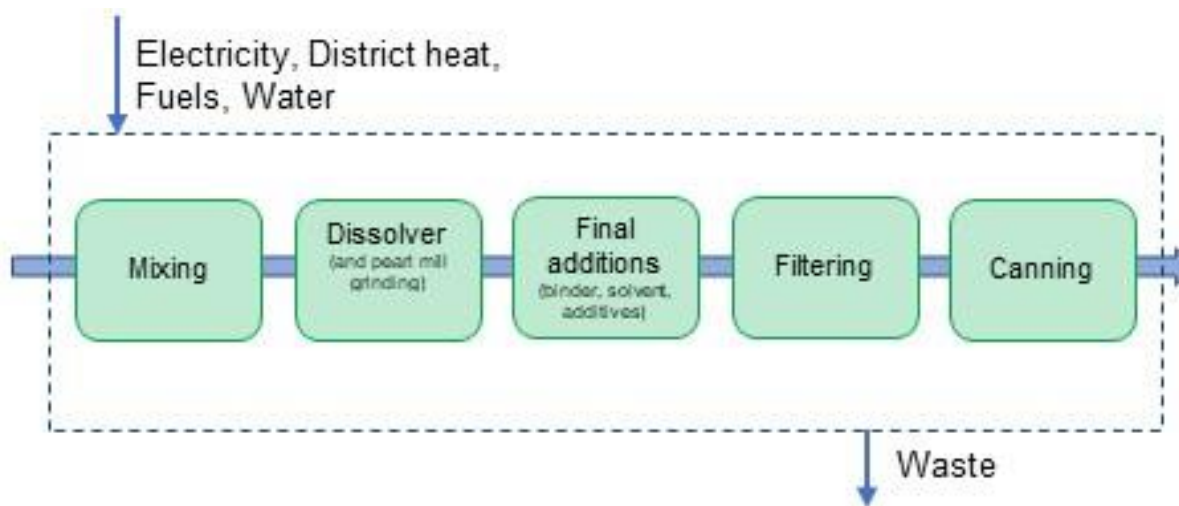 Electricity, District heat,
Fuels, Water
Mixing
Dissolver
(and pearl mill
grinding)
Final
additions
(binder, solvent,
additives)
Filtering
Canning
Waste